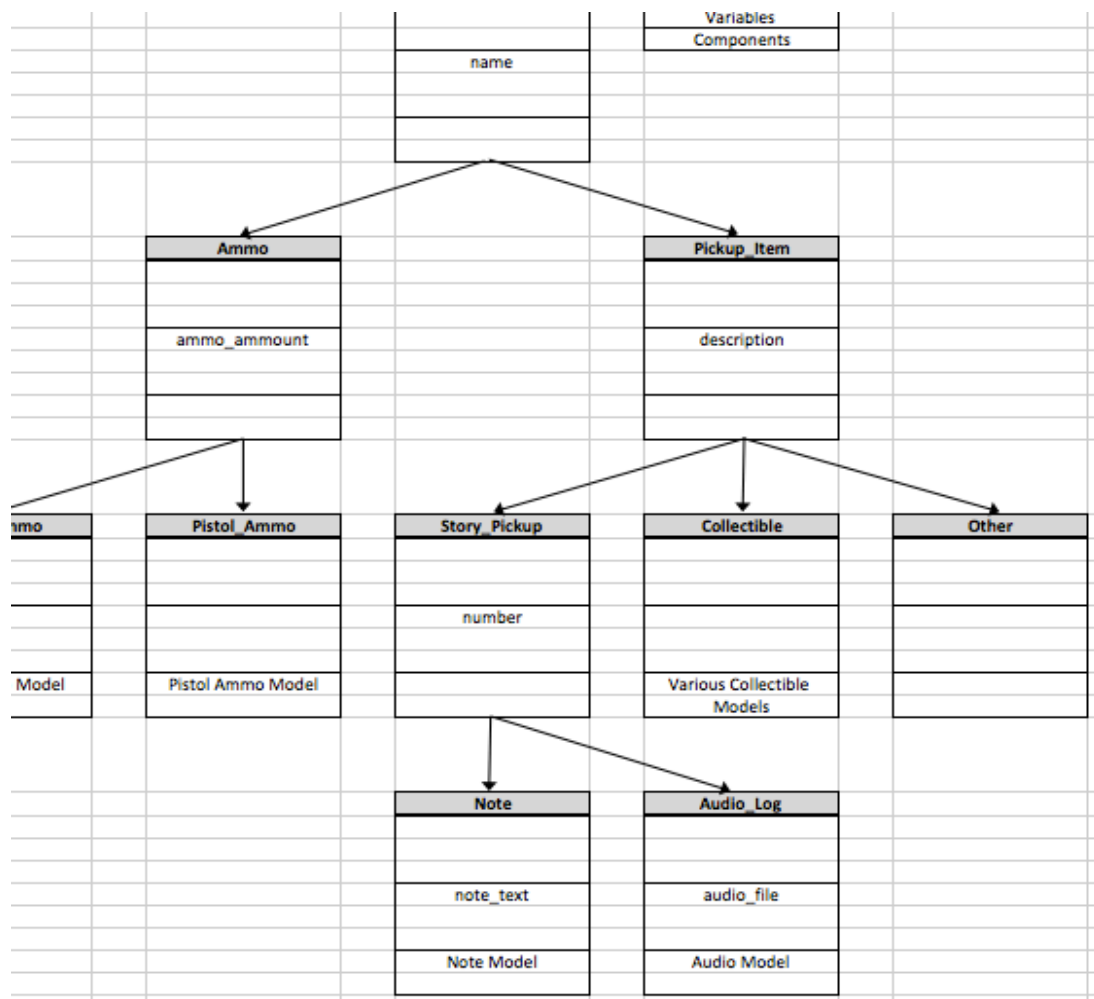 Variables
Components
name
Ammo
Pickup_Item
ammo_ammount
description
mmo
Pistol_Ammo
Story_Pickup
Collectible
Other
number
Model
Pistol Ammo Model
Various Collectible
Models
Note
Audio_Log
note_text
audio_file
Note Model
Audio Model